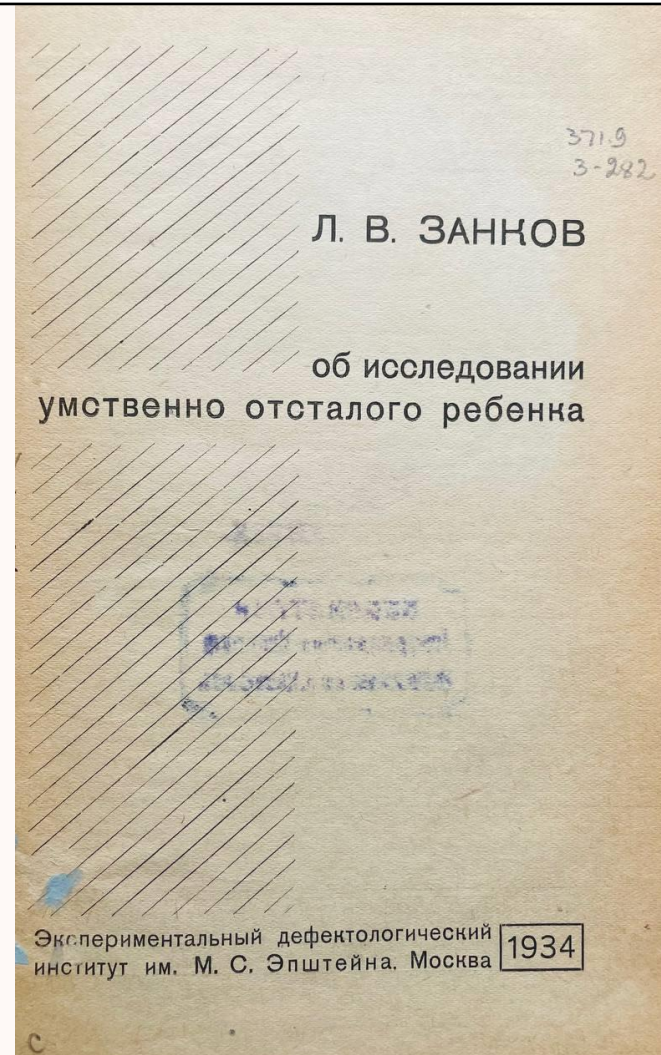 371.9
З-282
Л. В. ЗАНКОВ
об исследовании
умственно отсталого ребенка
Экспериментальный дефектологический
институт им. М. С. Эпштейна. Москва
1934
С